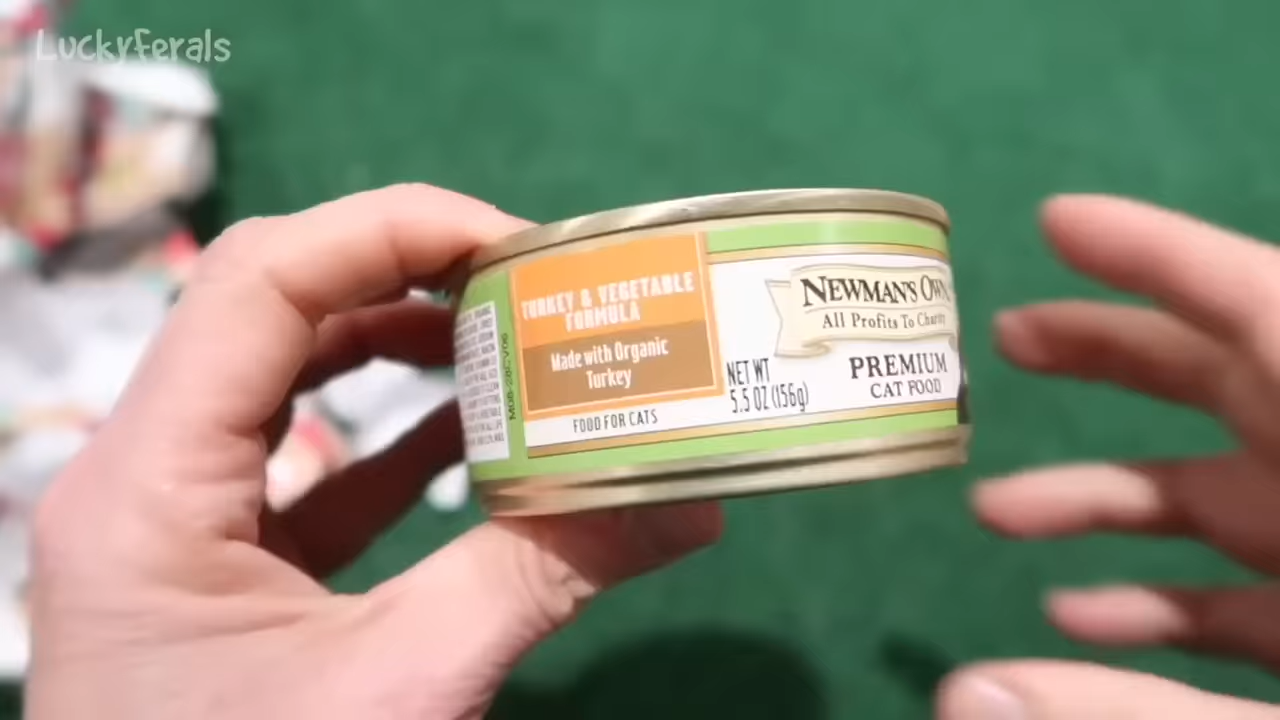 LuckyFerals
TURKEY & VEGETABLE
FORMULA
Made with Organic
Turkey
FOOD FOR CATS
NET WT
5.5 OZ (156g)
NEWMAN'S OWN
All Profits To Charity
PREMIUM
CAT FOOD